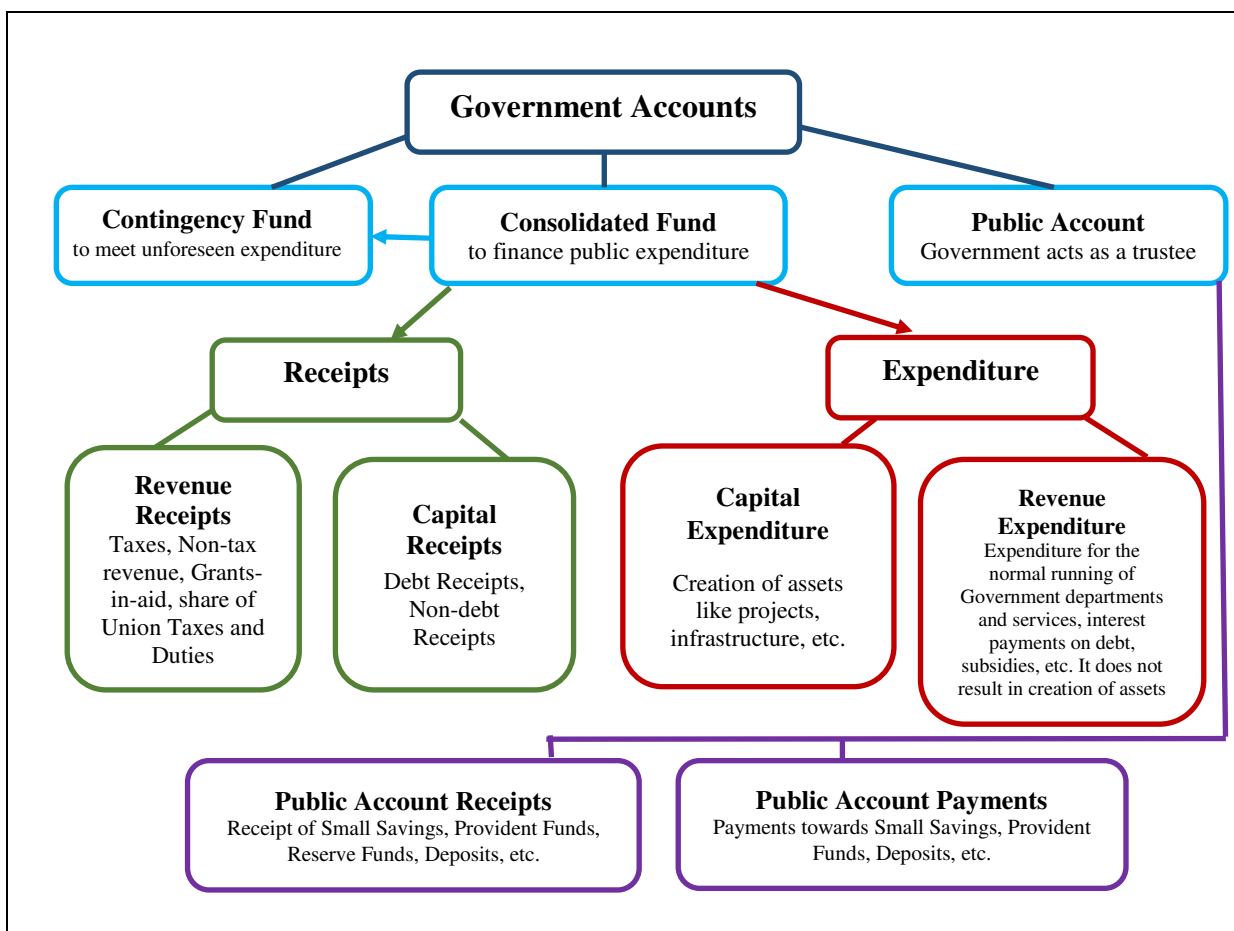 Government Accounts
Contingency Fund
to meet unforeseen expenditure
Consolidated Fund
to finance public expenditure
Public Account
Government acts as a trustee
Receipts
Expenditure
Revenue
Receipts
Taxes, Non-tax
revenue, Grants-
in-aid, share of
Union Taxes and
Duties
Capital
Receipts
Debt Receipts,
Non-debt
Receipts
Capital
Expenditure
Creation of assets
like projects,
infrastructure, etc.
Revenue
Expenditure
Expenditure for the
normal running of
Government departments
and services, interest
payments on debt,
subsidies, etc. It does not
result in creation of assets
Public Account Receipts
Receipt of Small Savings, Provident Funds,
Reserve Funds, Deposits, etc.
Public Account Payments
Payments towards Small Savings, Provident
Funds, Deposits, etc.